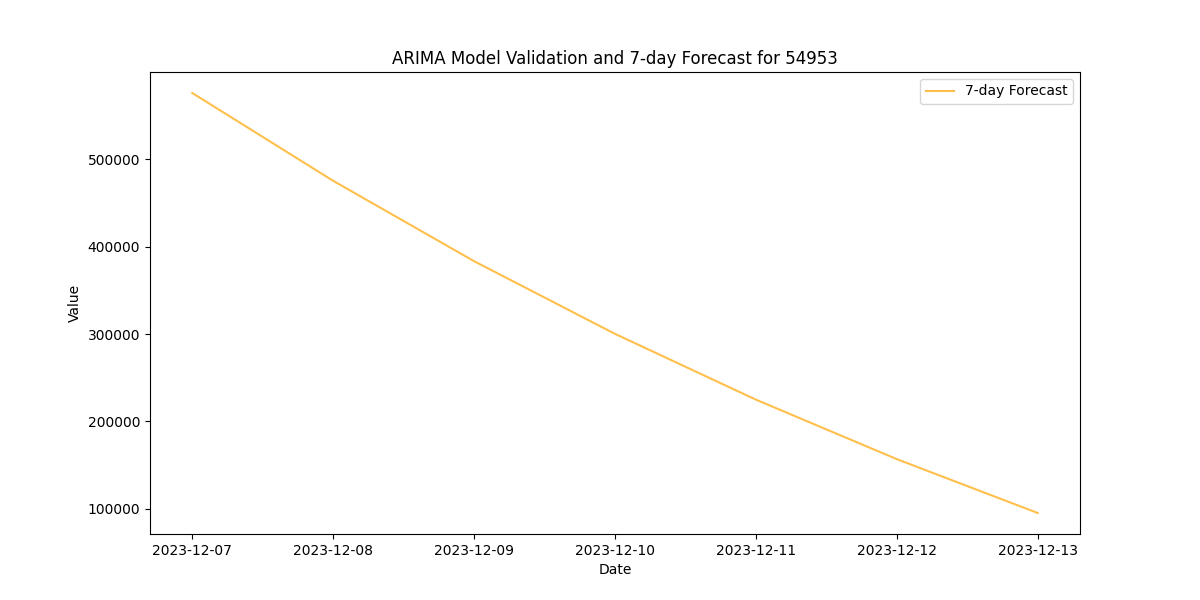 ARIMA Model Validation and 7-day Forecast for 54953
7-day Forecast
500000
400000
300000
200000
100000
Value
2023-12-07 2023-12-08 2023-12-09 2023-12-10 2023-12-11 2023-12-12 2023-12-13
Date